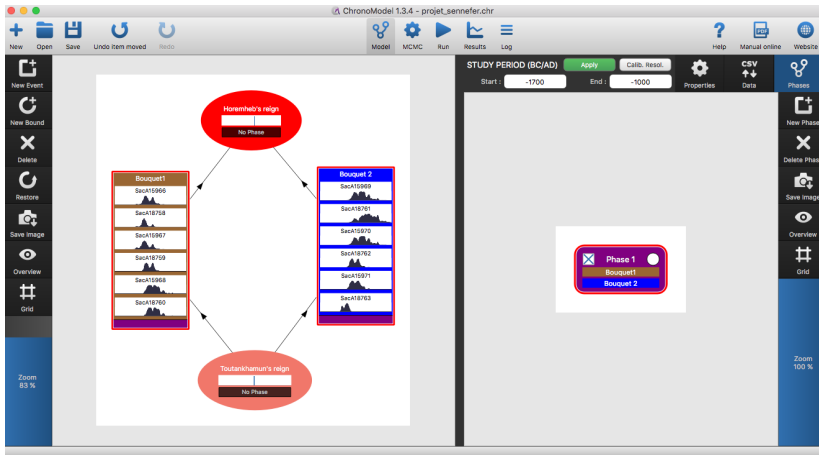 ChronoModel 1.3.4 - projet_sennefer.chr
New Open Save Undo item moved Redo Model MCMC Run Results Log Help Manual online Website
New Event
New Bound
Delete
Restore
Save Image
Overview
Grid
Zoom
83 %
Horemheb's reign
No Phase
Bouquet1
SacA15966
SacA18758
SacA15967
SacA18759
SacA15968
SacA18760
Bouquet 2
SacA15969
SacA18761
SacA15970
SacA18762
SacA15971
SacA18763
Toutankhamun's reign
No Phase
STUDY PERIOD (BC/AD) Apply Calib. Resol.
Start : -1700 End : -1000
Properties
CSV
Data
Phases
Phase 1
Bouquet1
Bouquet 2
New Phase
Delete Phas
Save Image
Overview
Grid
Zoom
100 %